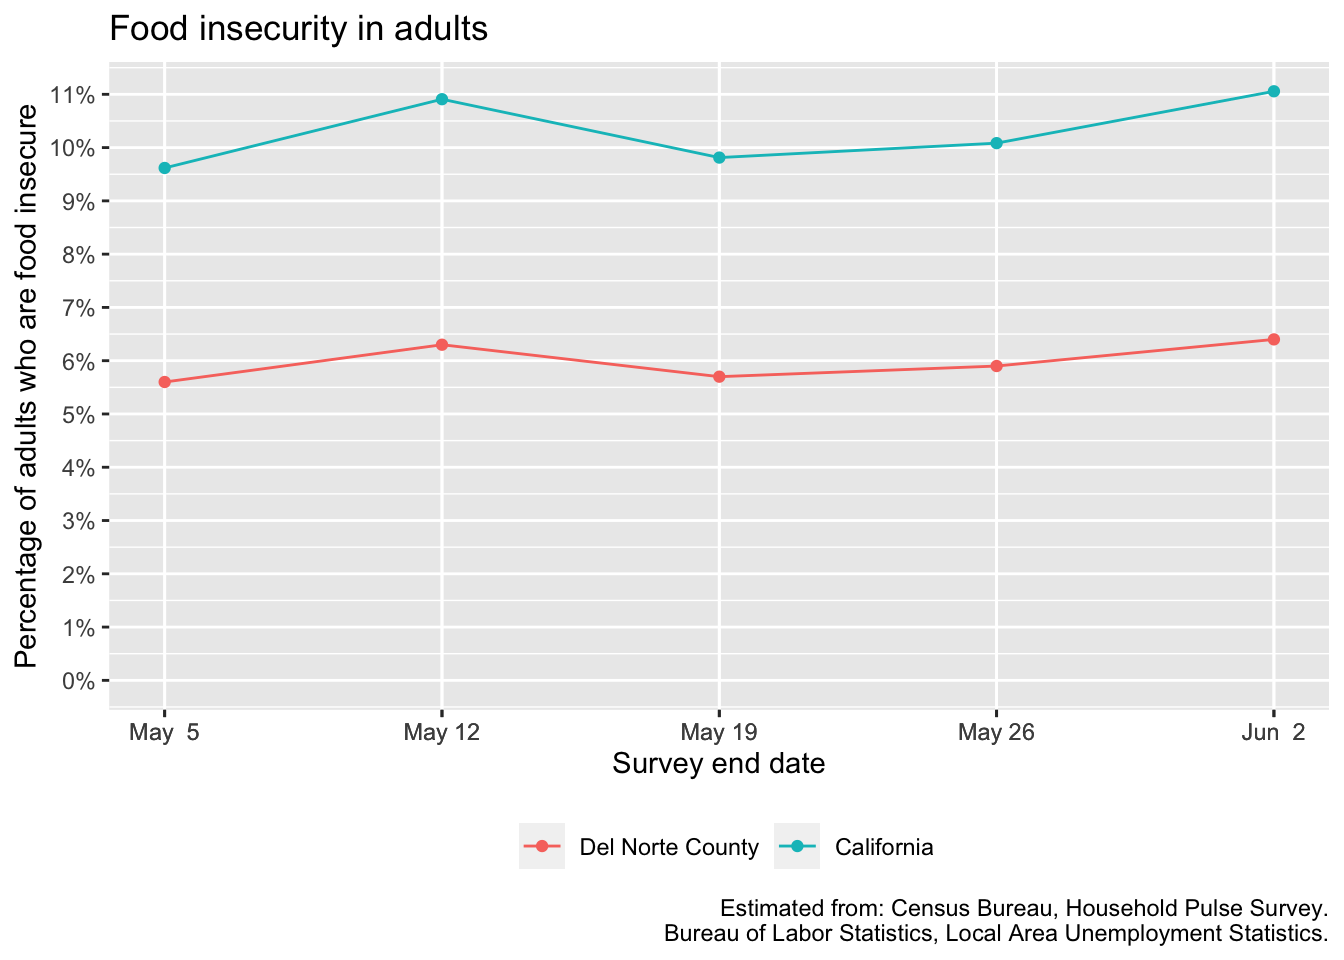 Food insecurity in adults
Percentage of adults who are food insecure
11%
10%
9%
8%
7%
6%
5%
4%
3%
2%
1%
0%
May 5
May 12
May 19
May 26
Jun 2
Survey end date
Del Norte County
California
Estimated from: Census Bureau, Household Pulse Survey.
Bureau of Labor Statistics, Local Area Unemployment Statistics.